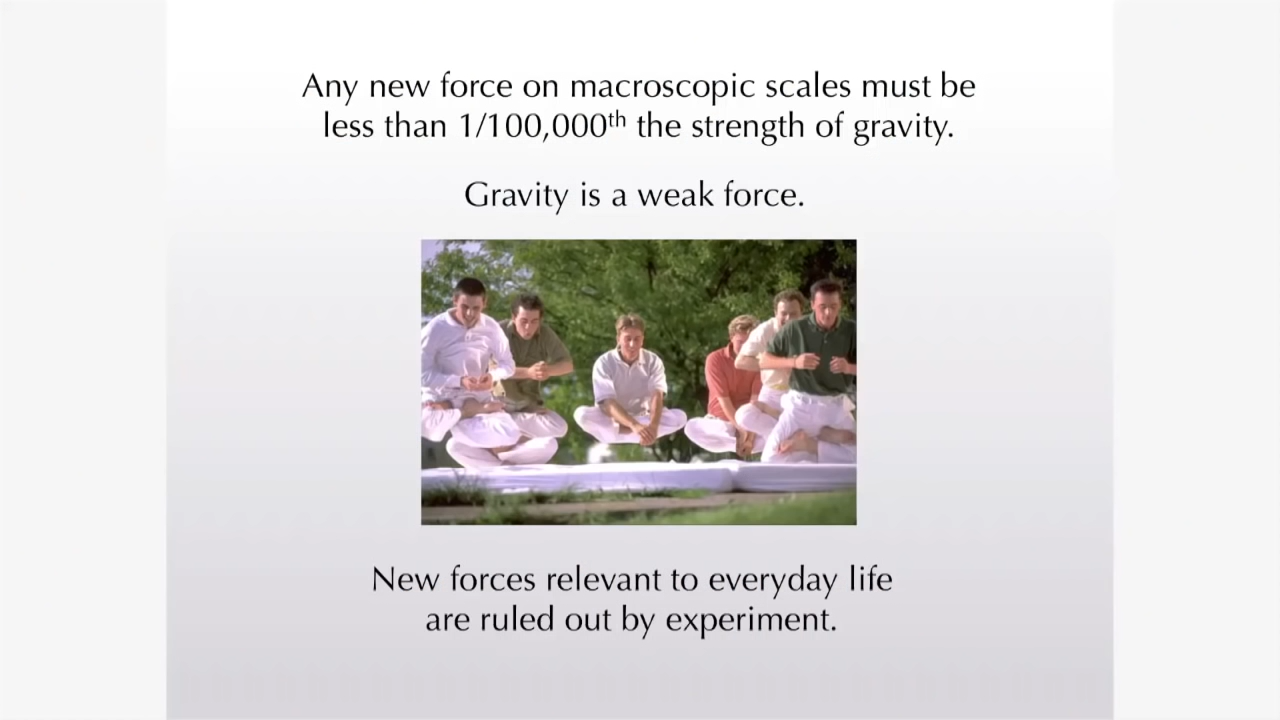 Any new force on macroscopic scales must be
less than 1/100,000th the strength of gravity.
Gravity is a weak force.
New forces relevant to everyday life
are ruled out by experiment.